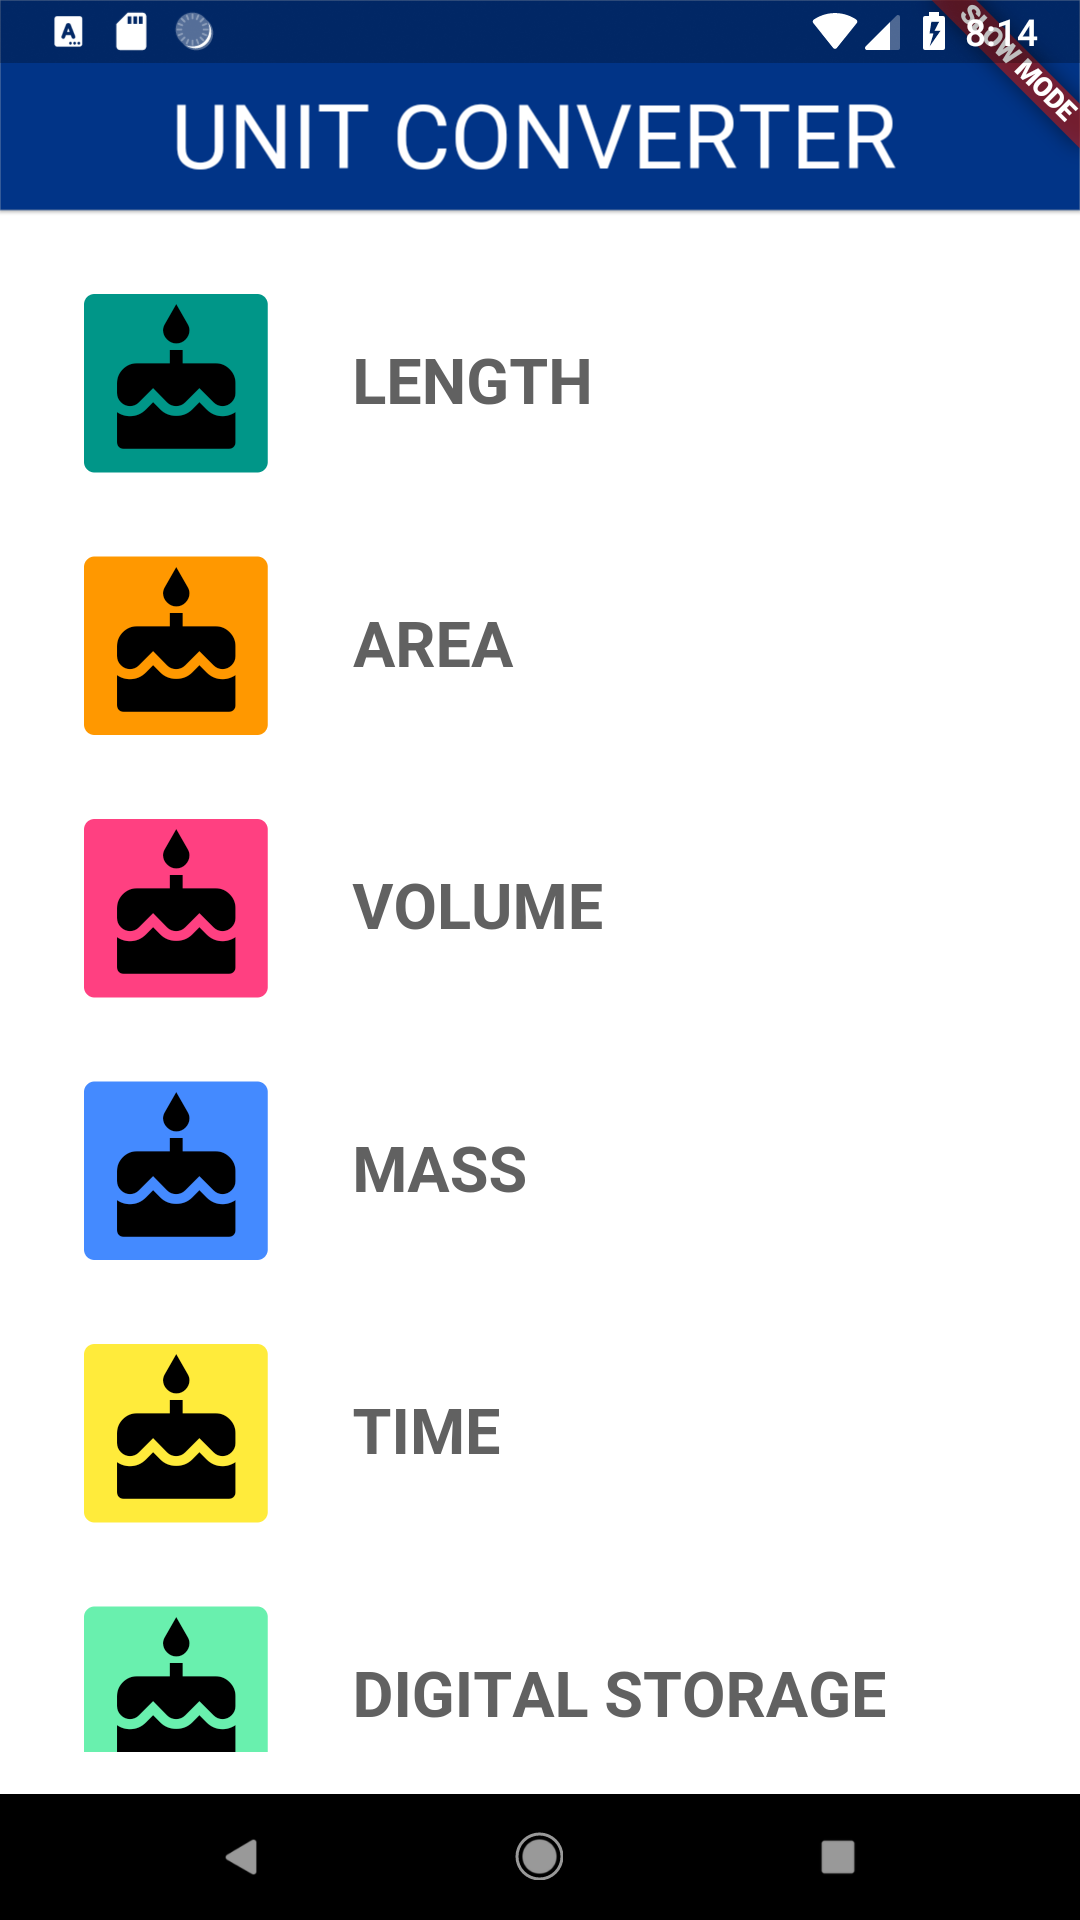 8:14
SLOW MODE
UNIT CONVERTER
LENGTH
AREA
VOLUME
MASS
TIME
DIGITAL STORAGE